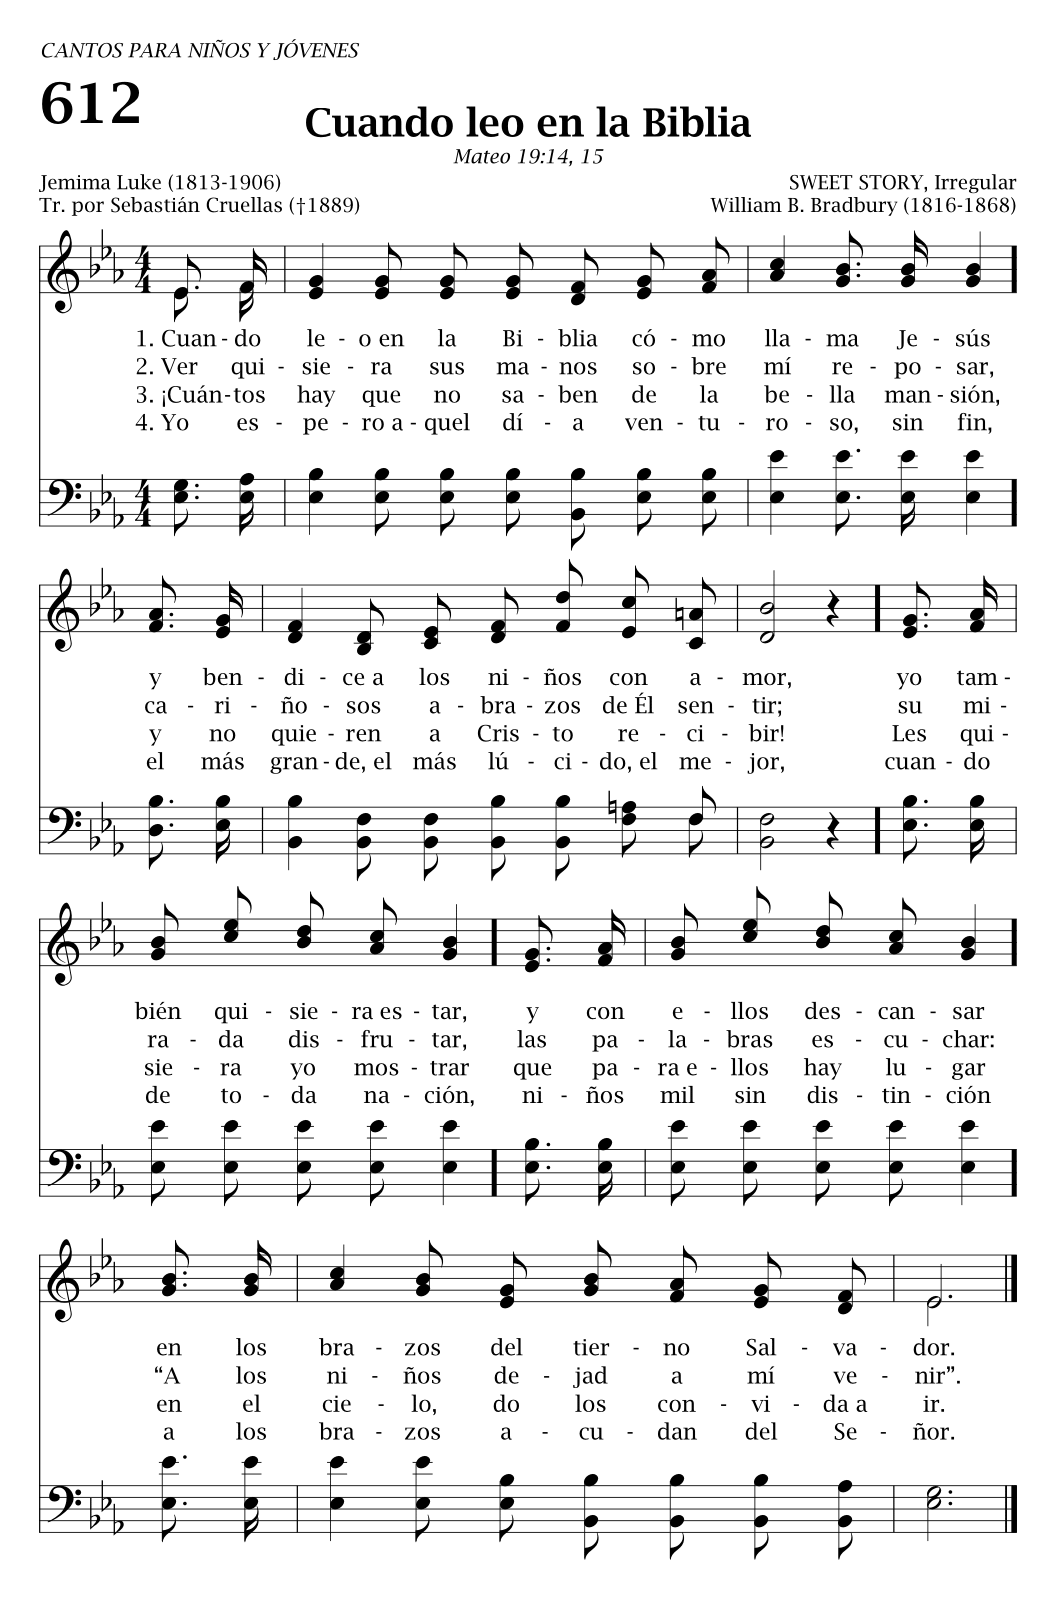 CANTOS PARA NIÑOS Y JÓVENES
612
Cuando leo en la Biblia
Mateo 19:14, 15
Jemima Luke (1813-1906)
SWEET STORY, Irregular
Tr. por Sebastián Cruellas (†1889)
William B. Bradbury (1816-1868)
4
4
1. Cuan - do le - o en la Bi - blia có - mo lla - ma Je - sús
2. Ver qui - sie - ra sus ma - nos so - bre mí re - po - sar,
3. ¡Cuán - tos hay que no sa - ben de la be - lla man - sión,
4. Yo es - pe - ro a - quel dí - a ven - tu - ro - so, sin fin,
4
4
y ben - di - ce a los ni - ños con a - mor, yo tam -
ca - ri - ño - sos a - bra - zos de Él sen - tir; su mi -
y no quie - ren a Cris - to re - ci - bir! Les qui -
el más gran - de, el más lú - ci - do, el me - jor, cuan - do
bién qui - sie - ra es - tar, y con e - llos des - can - sar
ra - da dis - fru - tar, las pa - la - bras es - cu - char:
sie - ra yo mos - trar que pa - ra e - llos hay lu - gar
de to - da na - ción, ni - ños mil sin dis - tin - ción
en los bra - zos del tier - no Sal - va - dor.
“A los ni - ños de - jad a mí ve - nir”.
en el cie - lo, do los con - vi - da a ir.
a los bra - zos a - cu - dan del Se - ñor.